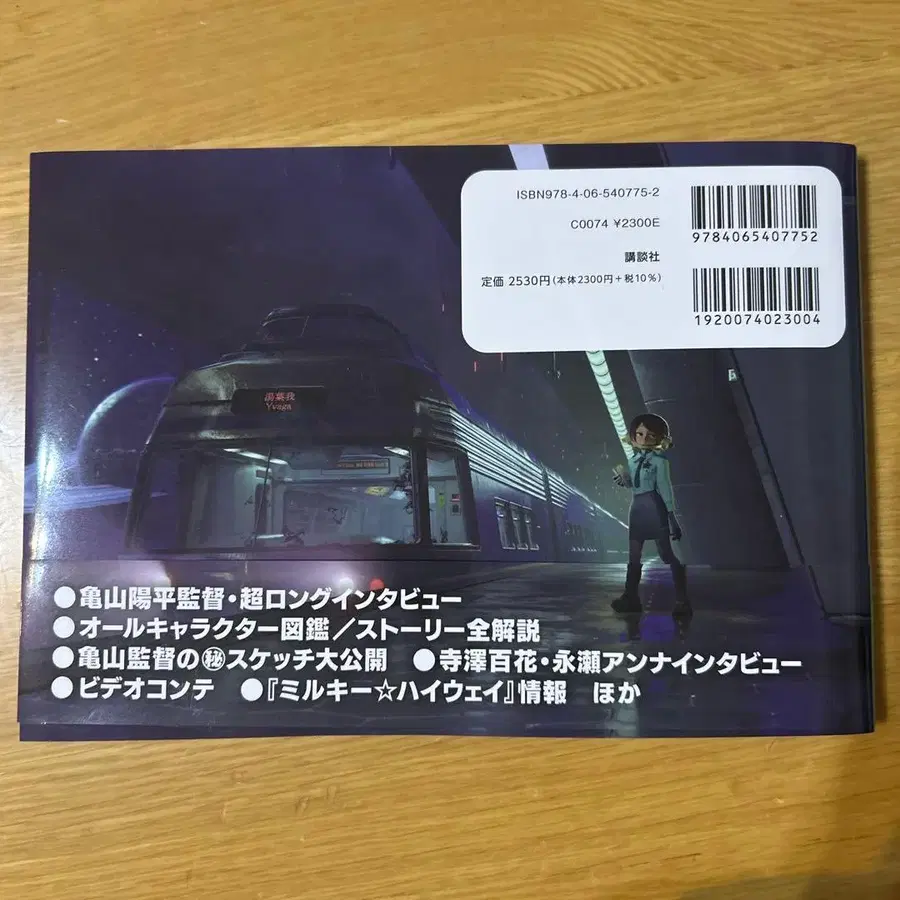 ISBN978-4-06-540775-2
C0074 ¥2300E
講談社
定価 2530円(本体2300円+税10%)
9784065407752
1920074023004
湯葉我
Yvaga
●亀山陽平監督・超ロングインタビュー
●オールキャラクター図鑑/ストーリー全解説
●亀山監督の㊙スケッチ大公開 ●寺澤百花・永瀬アンナインタビュー
●ビデオコンテ ●『ミルキー☆ハイウェイ』情報 ほか